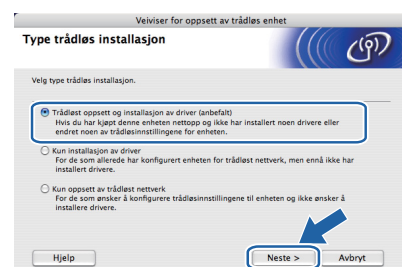 Veiviser for oppsett av trådløs enhet
Type trådløs installasjon
Velg type trådløs installasjon.
Trådløst oppsett og installasjon av driver (anbefalt)
Hvis du har kjøpt denne enheten nettopp og ikke har installert noen drivere eller
endret noen av trådløsinnstillingene for enheten.
Kun installasjon av driver
For de som allerede har konfigurert enheten for trådløst nettverk, men ennå ikke har
installert drivere.
Kun oppsett av trådløst nettverk
For de som ønsker å konfigurere trådløsinnstillingene til enheten og ikke ønsker å
installere drivere.
Hjelp
Neste >
Avbryt